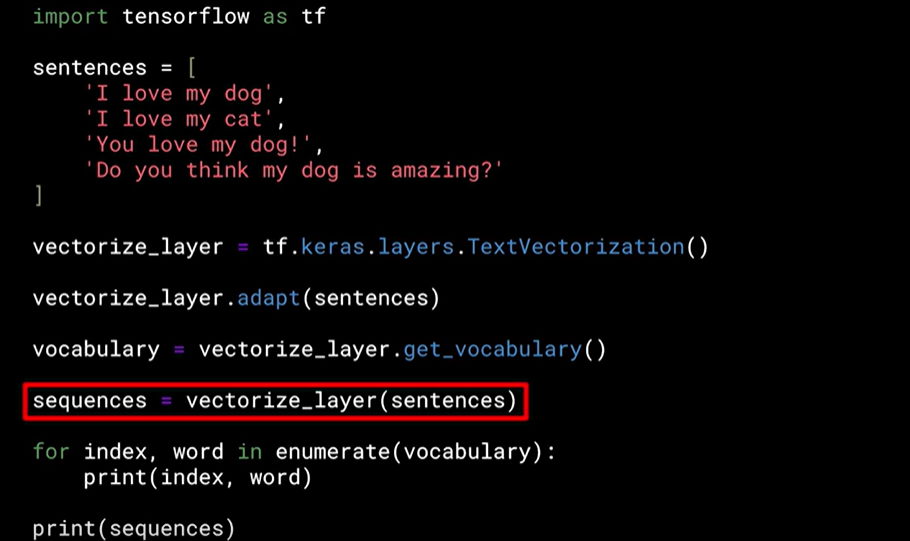 import tensorflow as tf
sentences = [
    'I love my dog',
    'I love my cat',
    'You love my dog!',
    'Do you think my dog is amazing?'
]
vectorize_layer = tf.keras.layers.TextVectorization()
vectorize_layer.adapt(sentences)
vocabulary = vectorize_layer.get_vocabulary()
sequences = vectorize_layer(sentences)
for index, word in enumerate(vocabulary):
    print(index, word)
print(sequences)